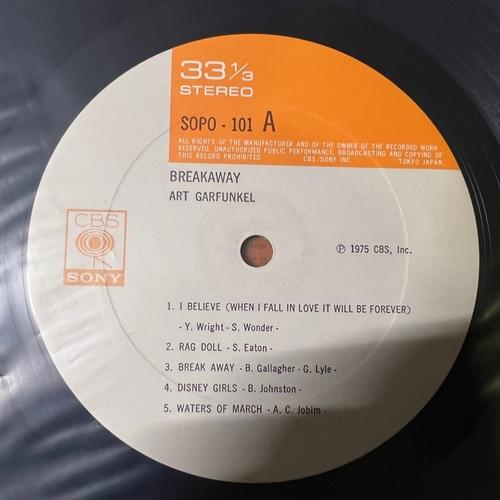 33 1/3
STEREO
SOPO - 101 A
ALL RIGHTS OF THE MANUFACTURER AND OF THE OWNER OF THE RECORDED WORK
RESERVED. UNAUTHORIZED PUBLIC PERFORMANCE, BROADCASTING AND COPYING OF
THIS RECORD PROHIBITED. CBS/SONY INC. TOKYO JAPAN.
BREAKAWAY
ART GARFUNKEL
CBS
SONY
℗ 1975 CBS, Inc.
1. I BELIEVE (WHEN I FALL IN LOVE IT WILL BE FOREVER)
- Y. Wright - S. Wonder -
2. RAG DOLL - S. Eaton -
3. BREAK AWAY - B. Gallagher - G. Lyle -
4. DISNEY GIRLS - B. Johnston -
5. WATERS OF MARCH - A. C. Jobim -